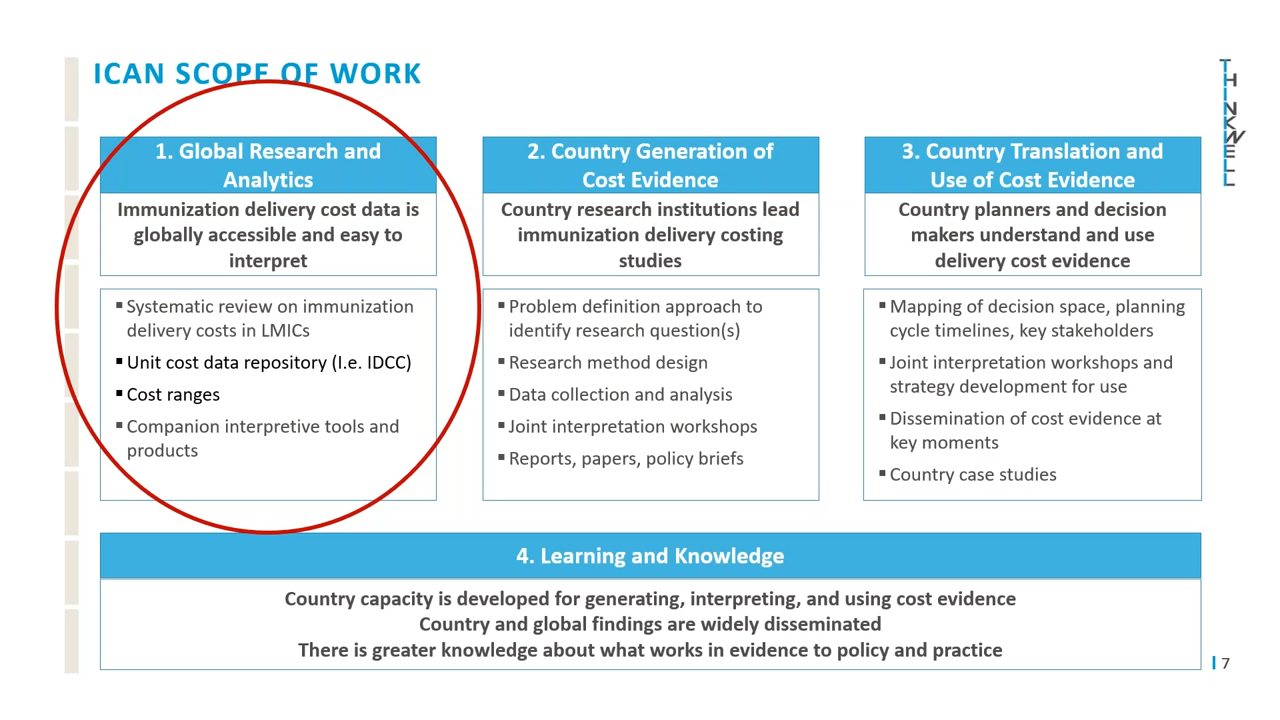 ICAN SCOPE OF WORK
THINKWELL
1. Global Research and
Analytics
Immunization delivery cost data is
globally accessible and easy to
interpret
▪ Systematic review on immunization
delivery costs in LMICs
▪ Unit cost data repository (I.e. IDCC)
▪ Cost ranges
▪ Companion interpretive tools and
products
2. Country Generation of
Cost Evidence
Country research institutions lead
immunization delivery costing
studies
▪ Problem definition approach to
identify research question(s)
▪ Research method design
▪ Data collection and analysis
▪ Joint interpretation workshops
▪ Reports, papers, policy briefs
3. Country Translation and
Use of Cost Evidence
Country planners and decision
makers understand and use
delivery cost evidence
▪ Mapping of decision space, planning
cycle timelines, key stakeholders
▪ Joint interpretation workshops and
strategy development for use
▪ Dissemination of cost evidence at
key moments
▪ Country case studies
4. Learning and Knowledge
Country capacity is developed for generating, interpreting, and using cost evidence
Country and global findings are widely disseminated
There is greater knowledge about what works in evidence to policy and practice
7